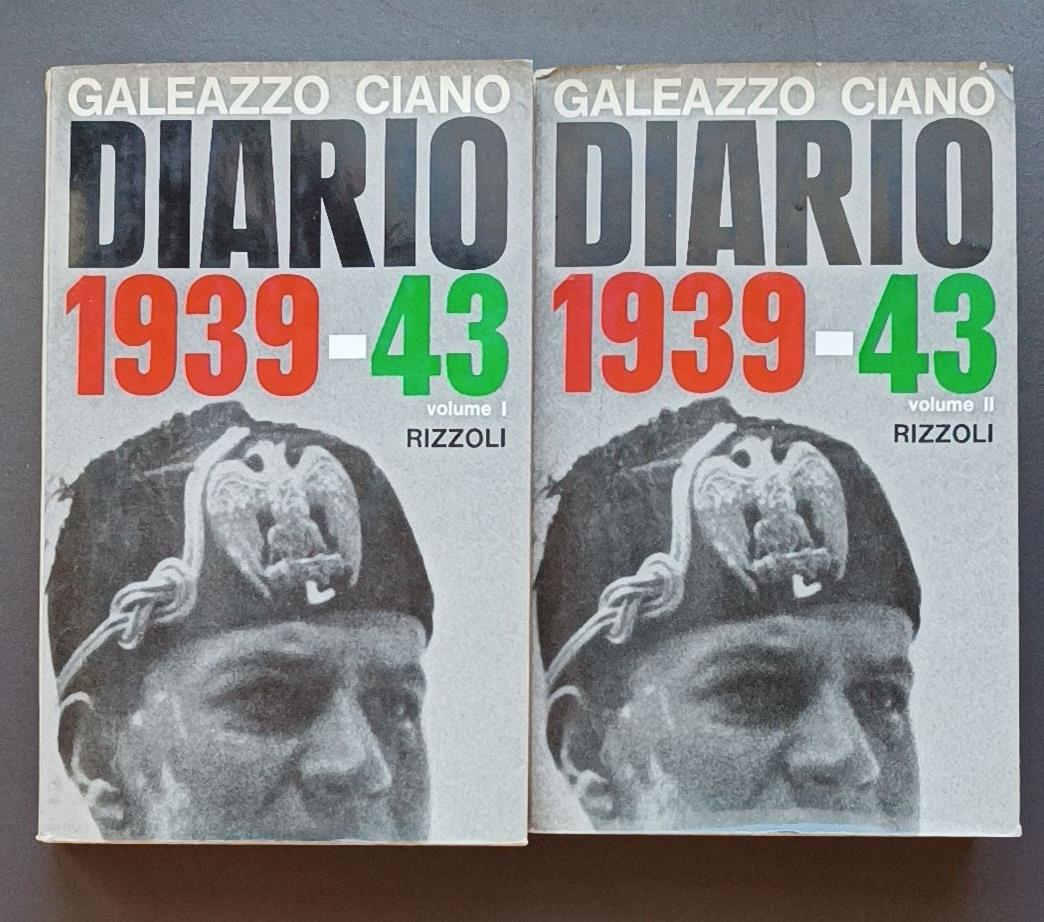 GALEAZZO CIANO
DIARIO
1939-43
volume I
RIZZOLI
GALEAZZO CIANO
DIARIO
1939-43
volume II
RIZZOLI